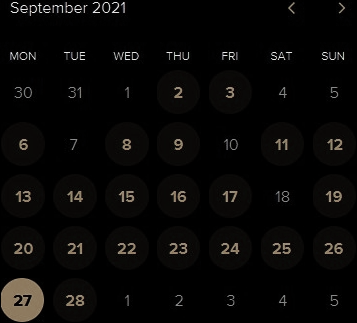 September 2021
MON TUE WED THU FRI SAT SUN
30 31 1 2 3 4 5
6 7 8 9 10 11 12
13 14 15 16 17 18 19
20 21 22 23 24 25 26
27 28 1 2 3 4 5